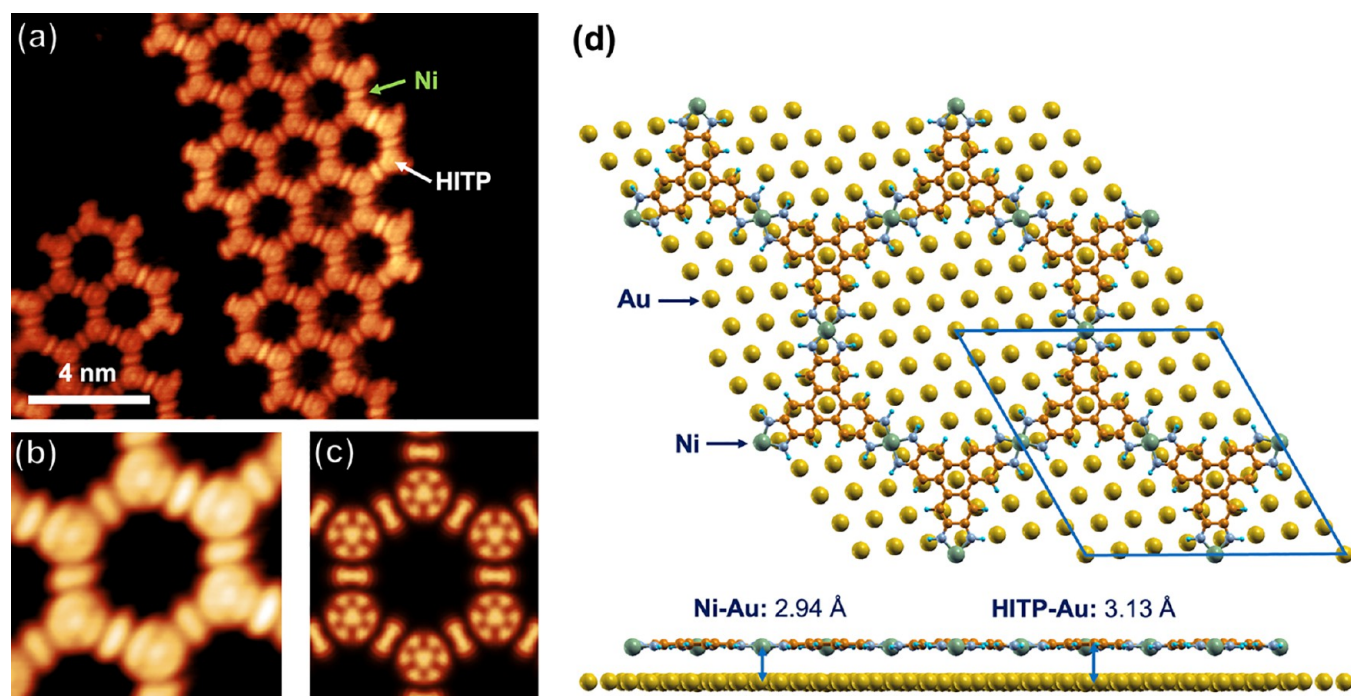 (a)
Ni
HITP
4 nm
(b)
(c)
(d)
Au
Ni
Ni-Au: 2.94 Å
HITP-Au: 3.13 Å